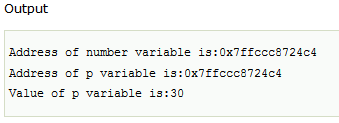 Output
Address of number variable is:0x7ffccc8724c4
Address of p variable is:0x7ffccc8724c4
Value of p variable is:30